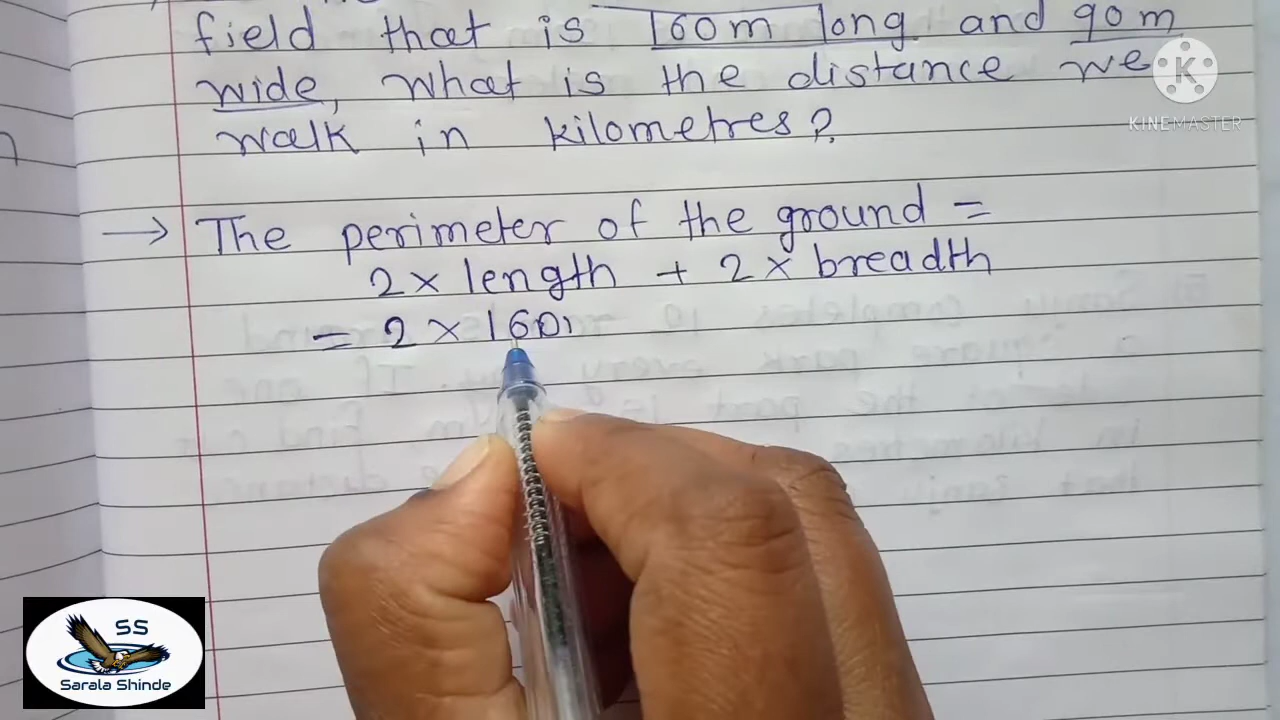 field that is 160m long and 90m
wide, what is the distance we
walk in kilometres?
→ The perimeter of the ground =
2 × length + 2 × breadth
= 2 × 160
K
KINEMASTER
SS
Sarala Shinde